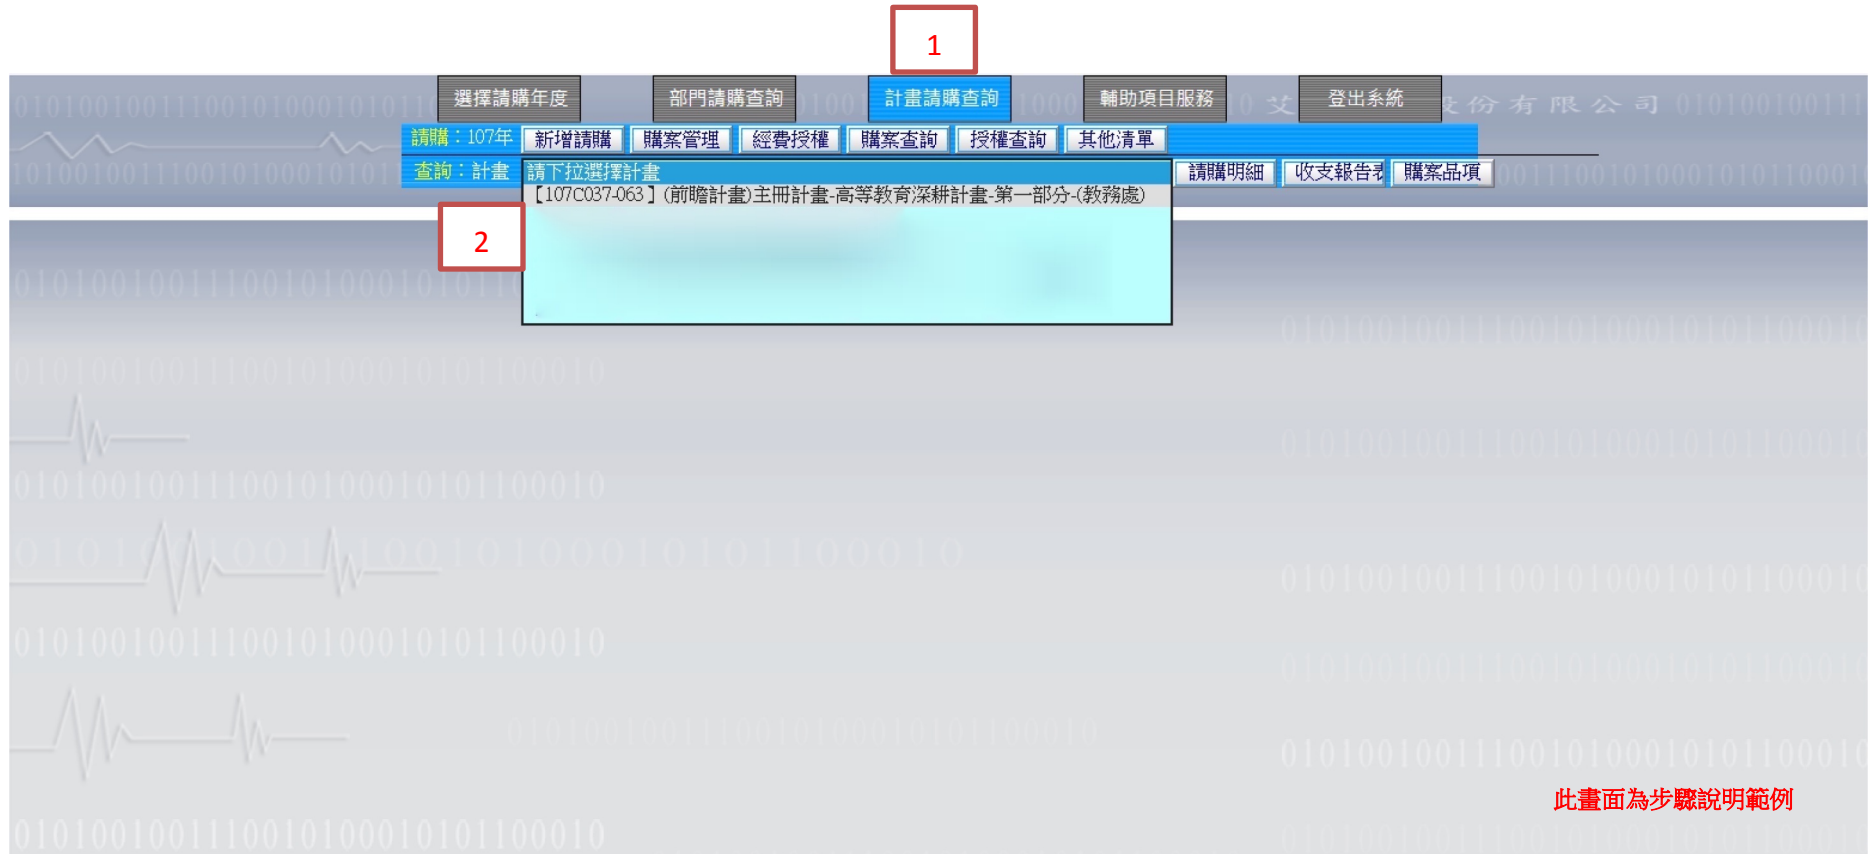 1
選擇請購年度 部門請購查詢 計畫請購查詢 輔助項目服務 登出系統
份有限公司
請購：107年 新增請購 購案管理 經費授權 購案查詢 授權查詢 其他清單
查詢：計畫 請下拉選擇計畫 請購明細 收支報告表 購案品項
【107C037-063】(前瞻計畫)主冊計畫-高等教育深耕計畫-第一部分-(教務處)
2
此畫面為步驟說明範例